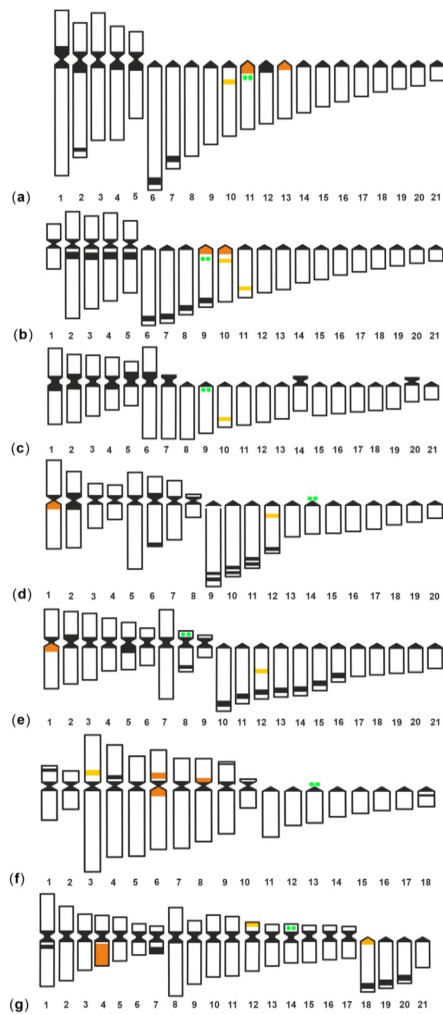 (a) 1 2 3 4 5 6 7 8 9 10 11 12 13 14 15 16 17 18 19 20 21
(b) 1 2 3 4 5 6 7 8 9 10 11 12 13 14 15 16 17 18 19 20 21
(c) 1 2 3 4 5 6 7 8 9 10 11 12 13 14 15 16 17 18 19 20 21
(d) 1 2 3 4 5 6 7 8 9 10 11 12 13 14 15 16 17 18 19 20
(e) 1 2 3 4 5 6 7 8 9 10 11 12 13 14 15 16 17 18 19 20 21
(f) 1 2 3 4 5 6 7 8 9 10 11 12 13 14 15 16 17 18
(g) 1 2 3 4 5 6 7 8 9 10 11 12 13 14 15 16 17 18 19 20 21